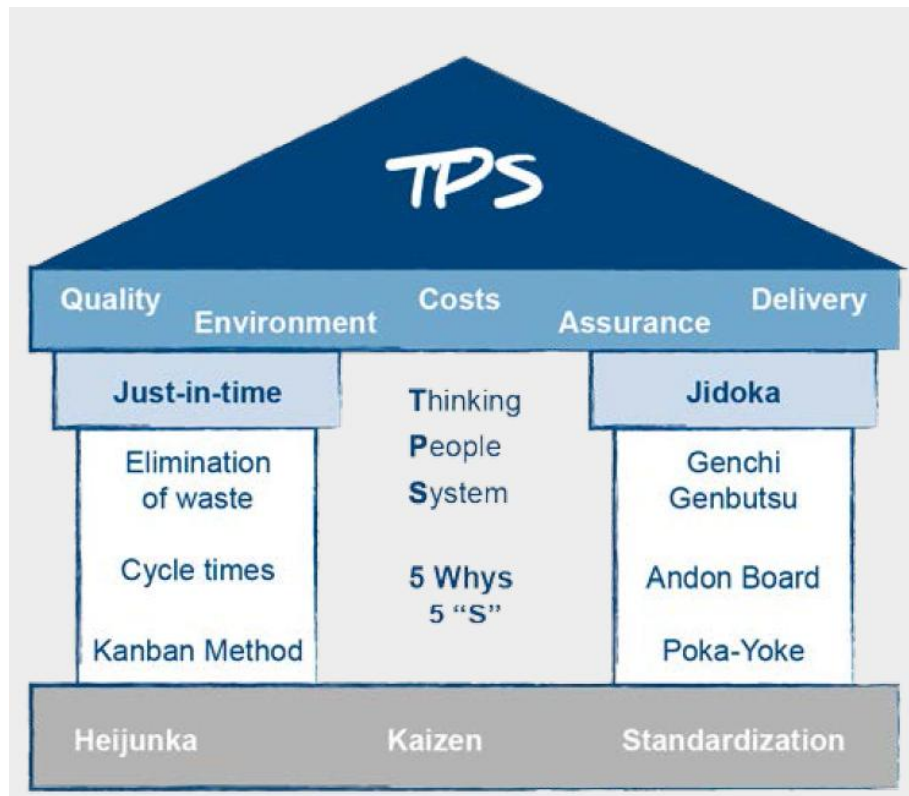 TPS
Quality
Environment
Costs
Assurance
Delivery
Just-in-time
Elimination
of waste
Cycle times
Kanban Method
Thinking
People
System
5 Whys
5 “S”
Jidoka
Genchi
Genbutsu
Andon Board
Poka-Yoke
Heijunka
Kaizen
Standardization